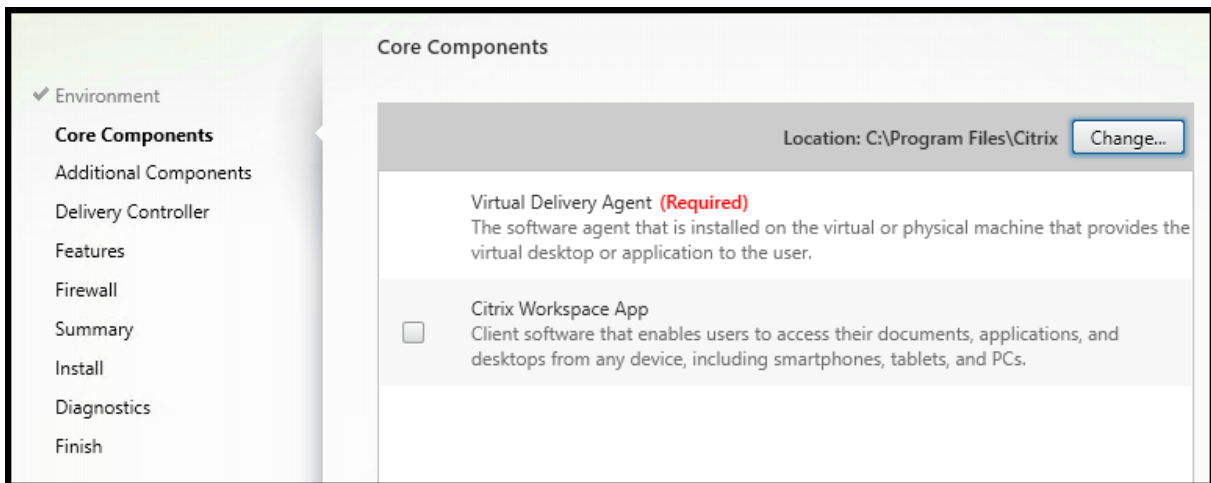 Core Components
Environment
Core Components
Additional Components
Delivery Controller
Features
Firewall
Summary
Install
Diagnostics
Finish
Location: C:\Program Files\Citrix
Change...
Virtual Delivery Agent (Required)
The software agent that is installed on the virtual or physical machine that provides the
virtual desktop or application to the user.
Citrix Workspace App
Client software that enables users to access their documents, applications, and
desktops from any device, including smartphones, tablets, and PCs.